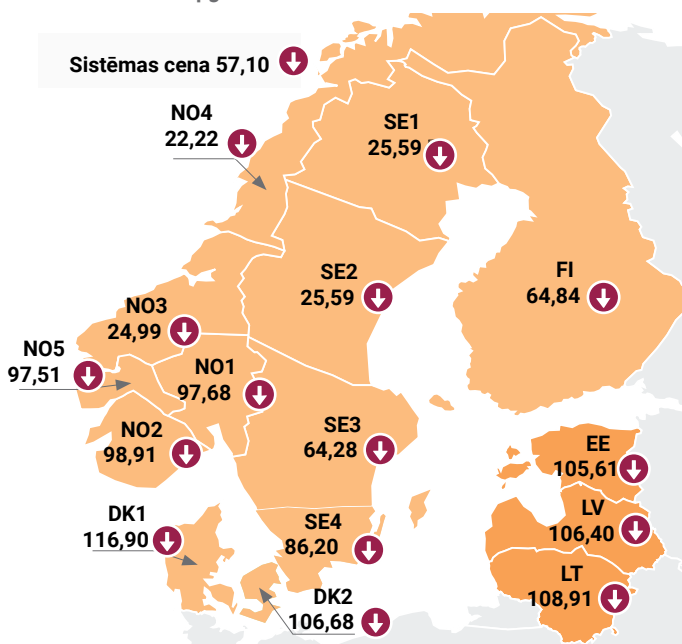 Sistēmas cena 57,10
NO4
22,22
SE1
25,59
SE2
25,59
FI
64,84
NO3
24,99
NO5
97,51
NO1
97,68
NO2
98,91
SE3
64,28
EE
105,61
DK1
116,90
SE4
86,20
LV
106,40
LT
108,91
DK2
106,68